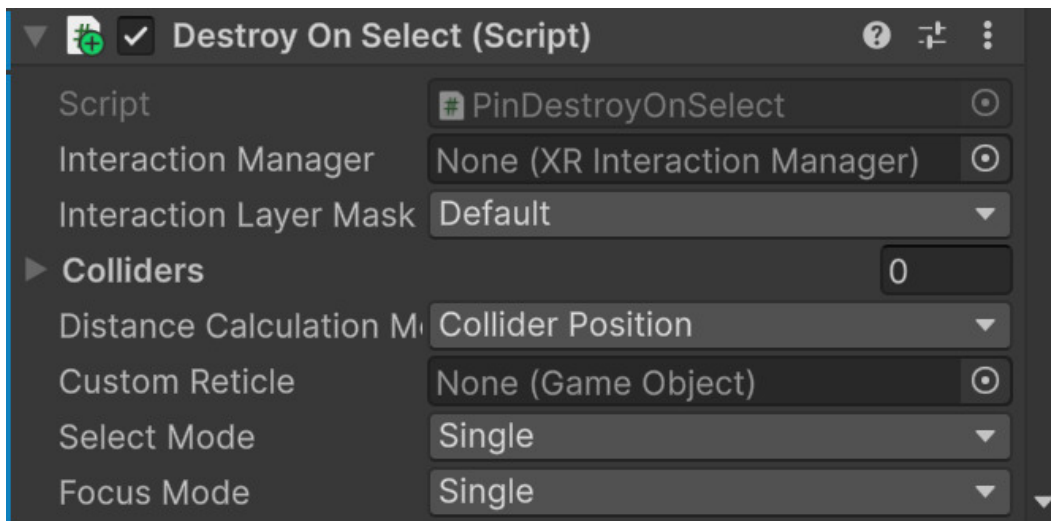 Destroy On Select (Script)
Script # PinDestroyOnSelect
Interaction Manager None (XR Interaction Manager)
Interaction Layer Mask Default
Colliders 0
Distance Calculation M Collider Position
Custom Reticle None (Game Object)
Select Mode Single
Focus Mode Single